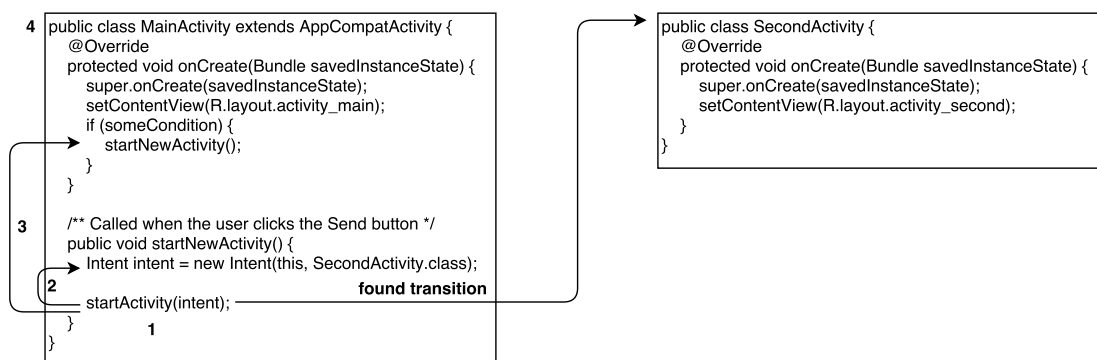 4
public class MainActivity extends AppCompatActivity {
@Override
protected void onCreate(Bundle savedInstanceState) {
super.onCreate(savedInstanceState);
setContentView(R.layout.activity_main);
if (someCondition) {
startNewActivity();
}
}
3
/** Called when the user clicks the Send button */
public void startNewActivity() {
Intent intent = new Intent(this, SecondActivity.class);
2
startActivity(intent);
found transition
}
1
}
public class SecondActivity {
@Override
protected void onCreate(Bundle savedInstanceState) {
super.onCreate(savedInstanceState);
setContentView(R.layout.activity_second);
}
}